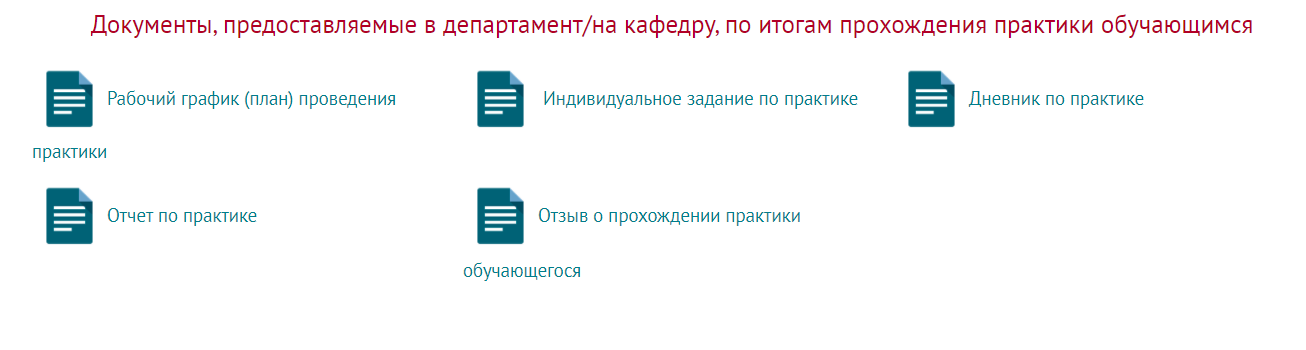 Документы, предоставляемые в департамент/на кафедру, по итогам прохождения практики обучающимся
Рабочий график (план) проведения
практики
Индивидуальное задание по практике
Дневник по практике
Отчет по практике
Отзыв о прохождении практики
обучающегося